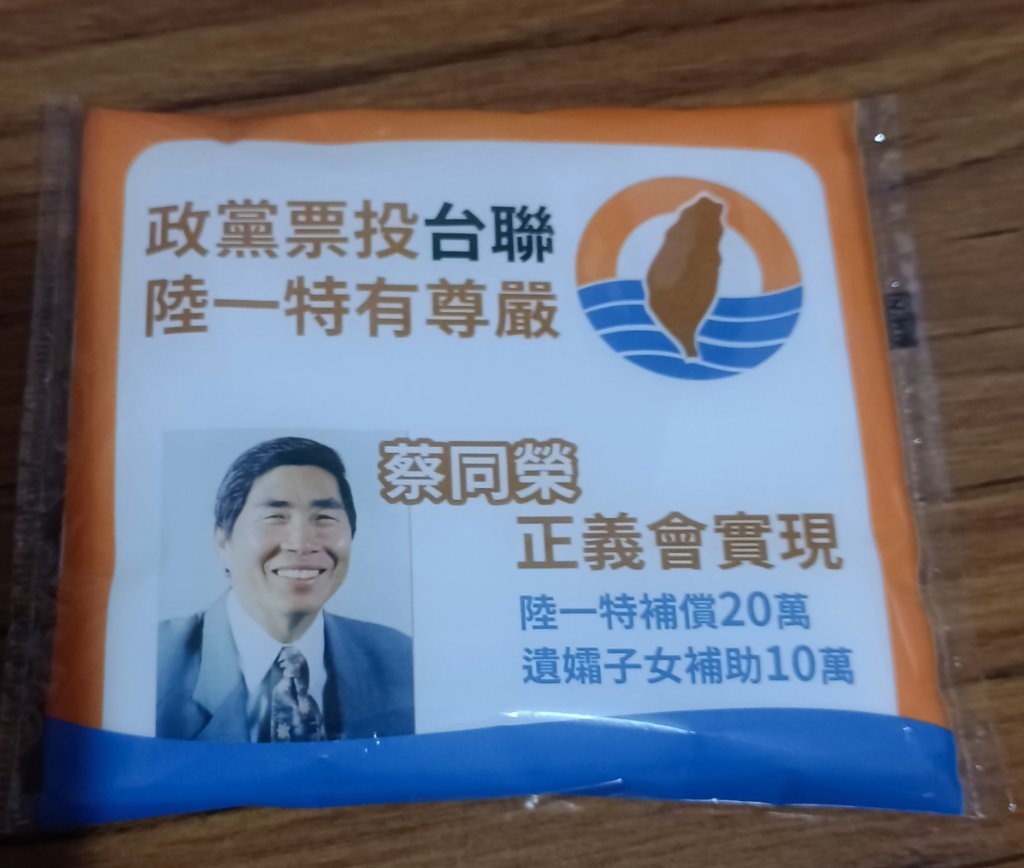 政黨票投台聯
陸一特有尊嚴
蔡同榮
正義會實現
陸一特補償20萬
遺孀子女補助10萬